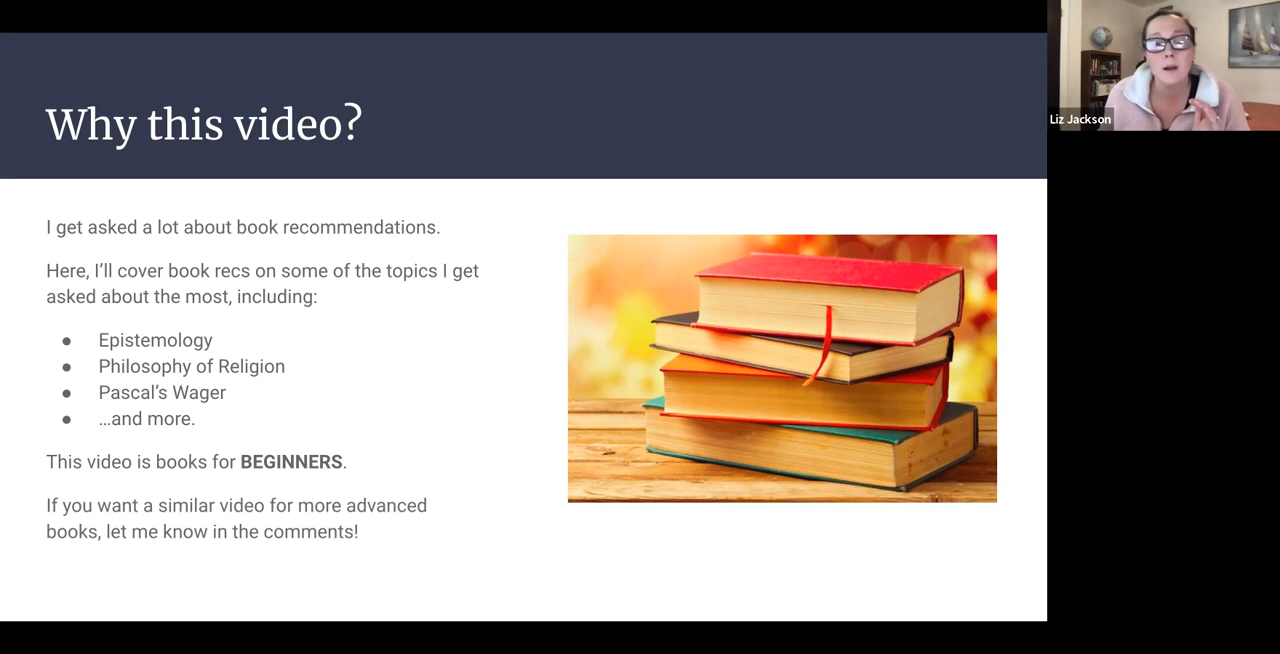 Why this video?
Liz Jackson
I get asked a lot about book recommendations.
Here, I’ll cover book recs on some of the topics I get
asked about the most, including:
● Epistemology
● Philosophy of Religion
● Pascal’s Wager
● …and more.
This video is books for BEGINNERS.
If you want a similar video for more advanced
books, let me know in the comments!